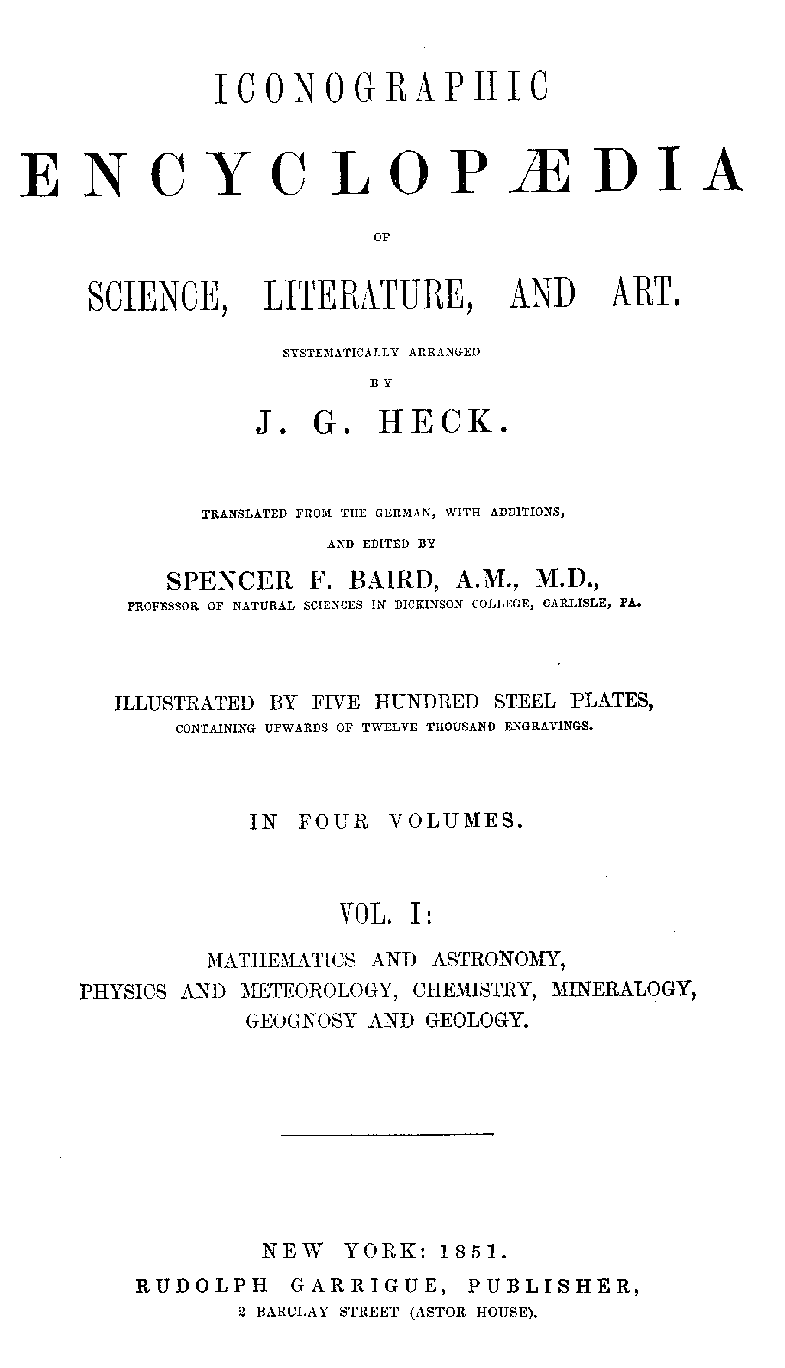 ICONOGRAPHIC
ENCYCLOPÆDIA
OF
SCIENCE, LITERATURE, AND ART.
SYSTEMATICALLY ARRANGED
BY
J. G. HECK.
TRANSLATED FROM THE GERMAN, WITH ADDITIONS,
AND EDITED BY
SPENCER F. BAIRD, A.M., M.D.,
PROFESSOR OF NATURAL SCIENCES IN DICKINSON COLLEGE, CARLISLE, PA.
ILLUSTRATED BY FIVE HUNDRED STEEL PLATES,
CONTAINING UPWARDS OF TWELVE THOUSAND ENGRAVINGS.
IN FOUR VOLUMES.
VOL. I:
MATHEMATICS AND ASTRONOMY,
PHYSICS AND METEOROLOGY, CHEMISTRY, MINERALOGY,
GEOGNOSY AND GEOLOGY.
NEW YORK: 1851.
RUDOLPH GARRIGUE, PUBLISHER,
2 BARCLAY STREET (ASTOR HOUSE).